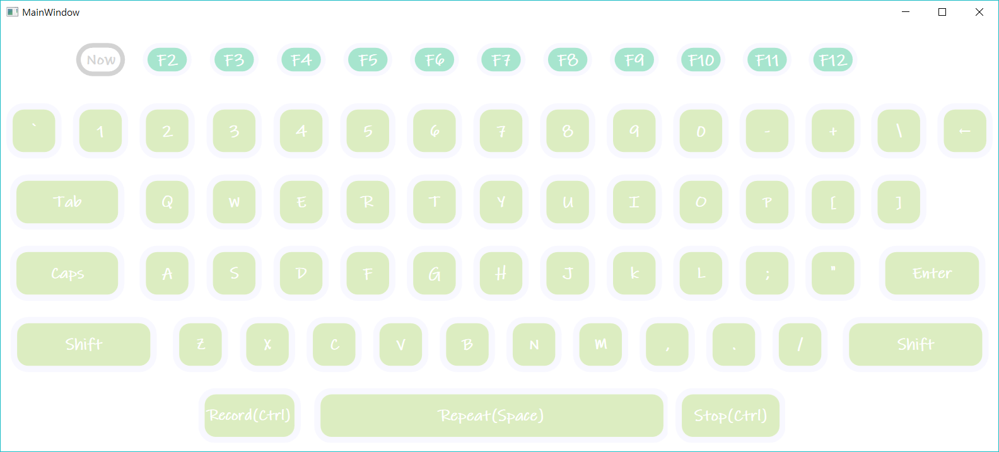 MainWindow
Now F2 F3 F4 F5 F6 F7 F8 F9 F10 F11 F12
` 1 2 3 4 5 6 7 8 9 0 - + \ ←
Tab Q W E R T Y U I O P [ ]
Caps A S D F G H J K L ; " Enter
Shift Z X C V B N M , . / Shift
Record(Ctrl) Repeat(Space) Stop(Ctrl)